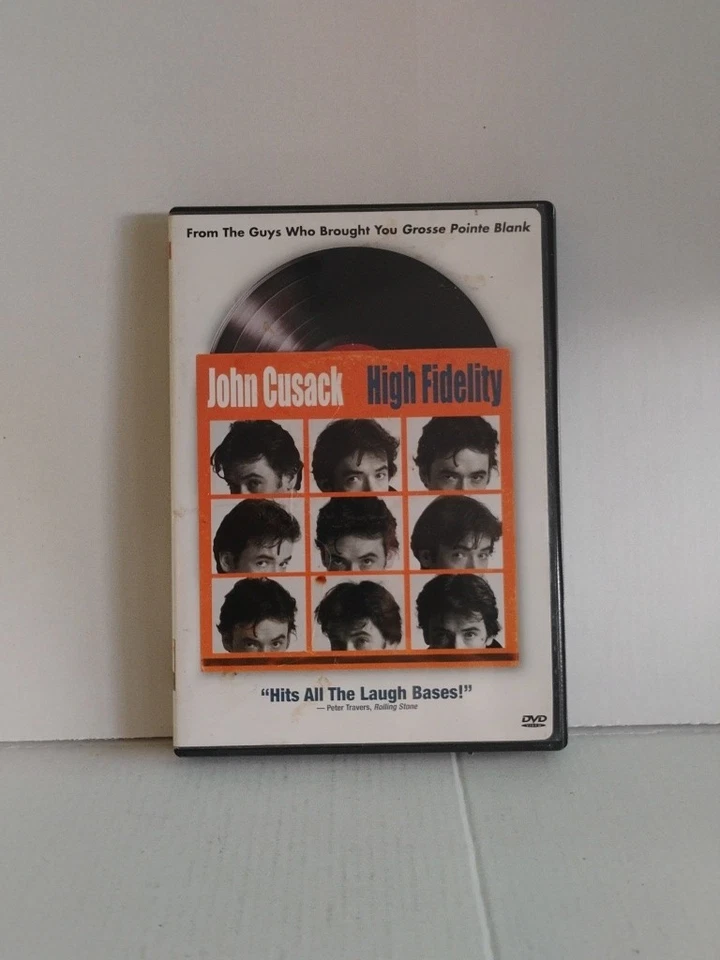 From The Guys Who Brought You Grosse Pointe Blank
John Cusack High Fidelity
“Hits All The Laugh Bases!”
— Peter Travers, Rolling Stone
DVD
VIDEO